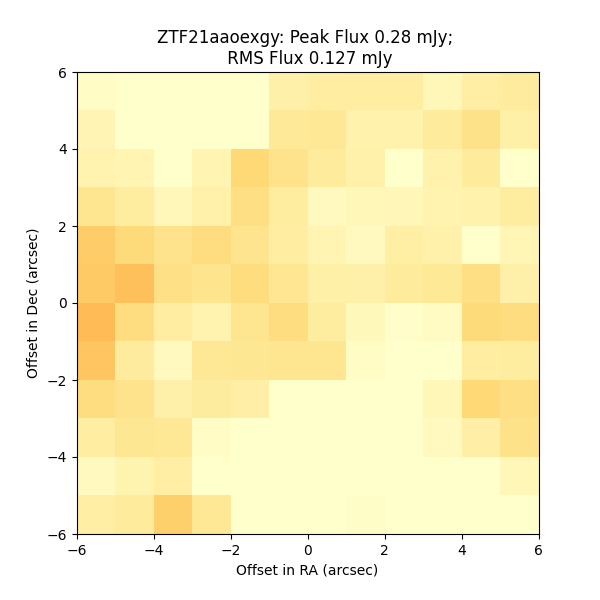 ZTF21aaoexgy: Peak Flux 0.28 mJy;
RMS Flux 0.127 mJy
6
4
2
0
−2
−4
−6
Offset in Dec (arcsec)
−6 −4 −2 0 2 4 6
Offset in RA (arcsec)